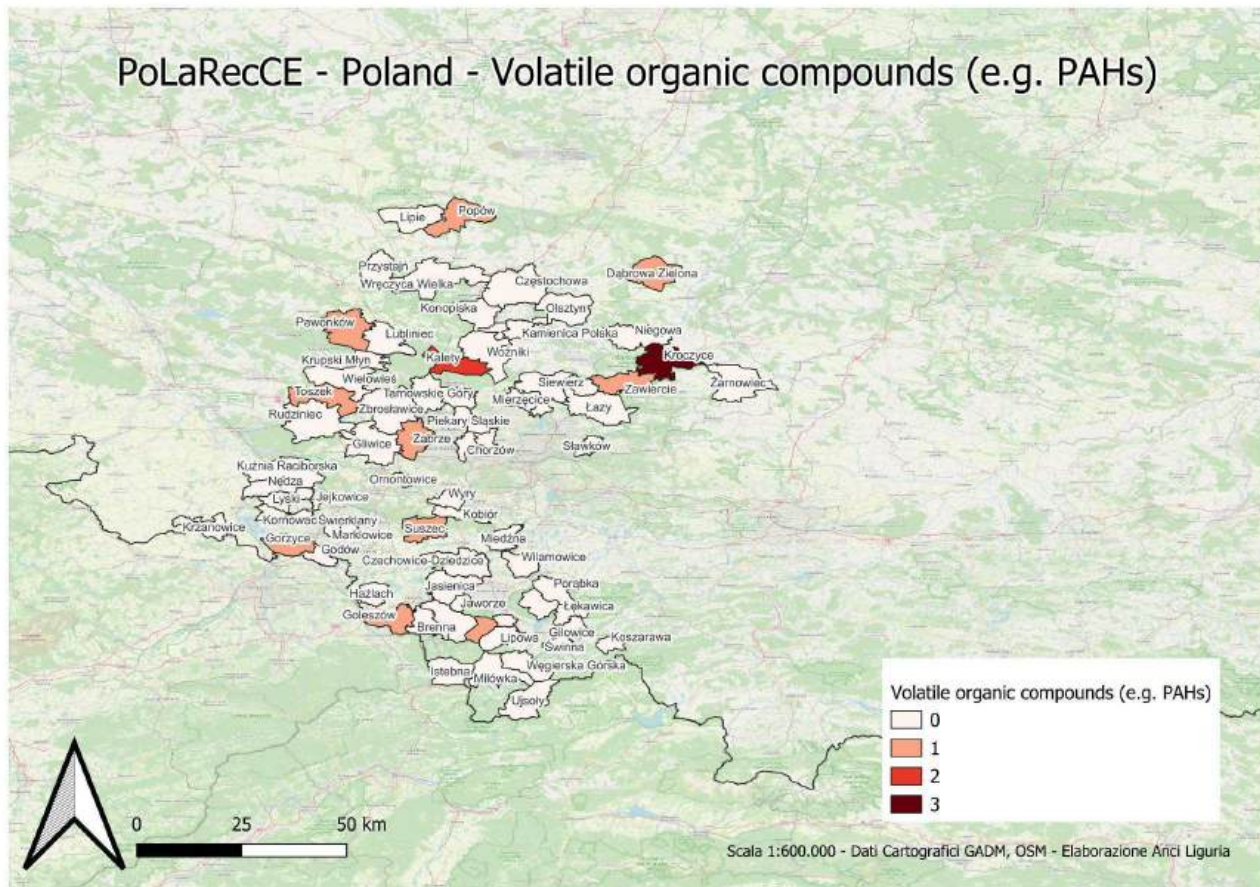 PoLaRecCE - Poland - Volatile organic compounds (e.g. PAHs)
Lipie
Popów
Przystajń
Wręczyca Wielka
Częstochowa
Dąbrowa Zielona
Konopiska
Olsztyn
Pawonków
Lubliniec
Kamienica Polska
Niegowa
Kalety
Woźniki
Kroczyce
Krupski Młyn
Wielowieś
Siewierz
Zawiercie
Żarnowiec
Toszek
Tarnowskie Góry
Mierzęcice
Zbrosławice
Łazy
Rudziniec
Piekary Śląskie
Gliwice
Zabrze
Chorzów
Sławków
Kuźnia Raciborska
Nędza
Ornontowice
Lyski
Jejkowice
Wyry
Kornowac
Świerklany
Kobiór
Krzanowice
Suszec
Gorzyce
Marklowice
Miedźna
Godów
Czechowice-Dziedzice
Wilamowice
Hażlach
Jasienica
Porąbka
Jaworze
Łękawica
Goleszów
Brenna
Lipowa
Gilowice
Świnna
Koszarawa
Istebna
Milówka
Węgierska Górska
Ujsoły
Volatile organic compounds (e.g. PAHs)
0
1
2
3
0 25 50 km
Scala 1:600.000 - Dati Cartografici GADM, OSM - Elaborazione Anci Liguria